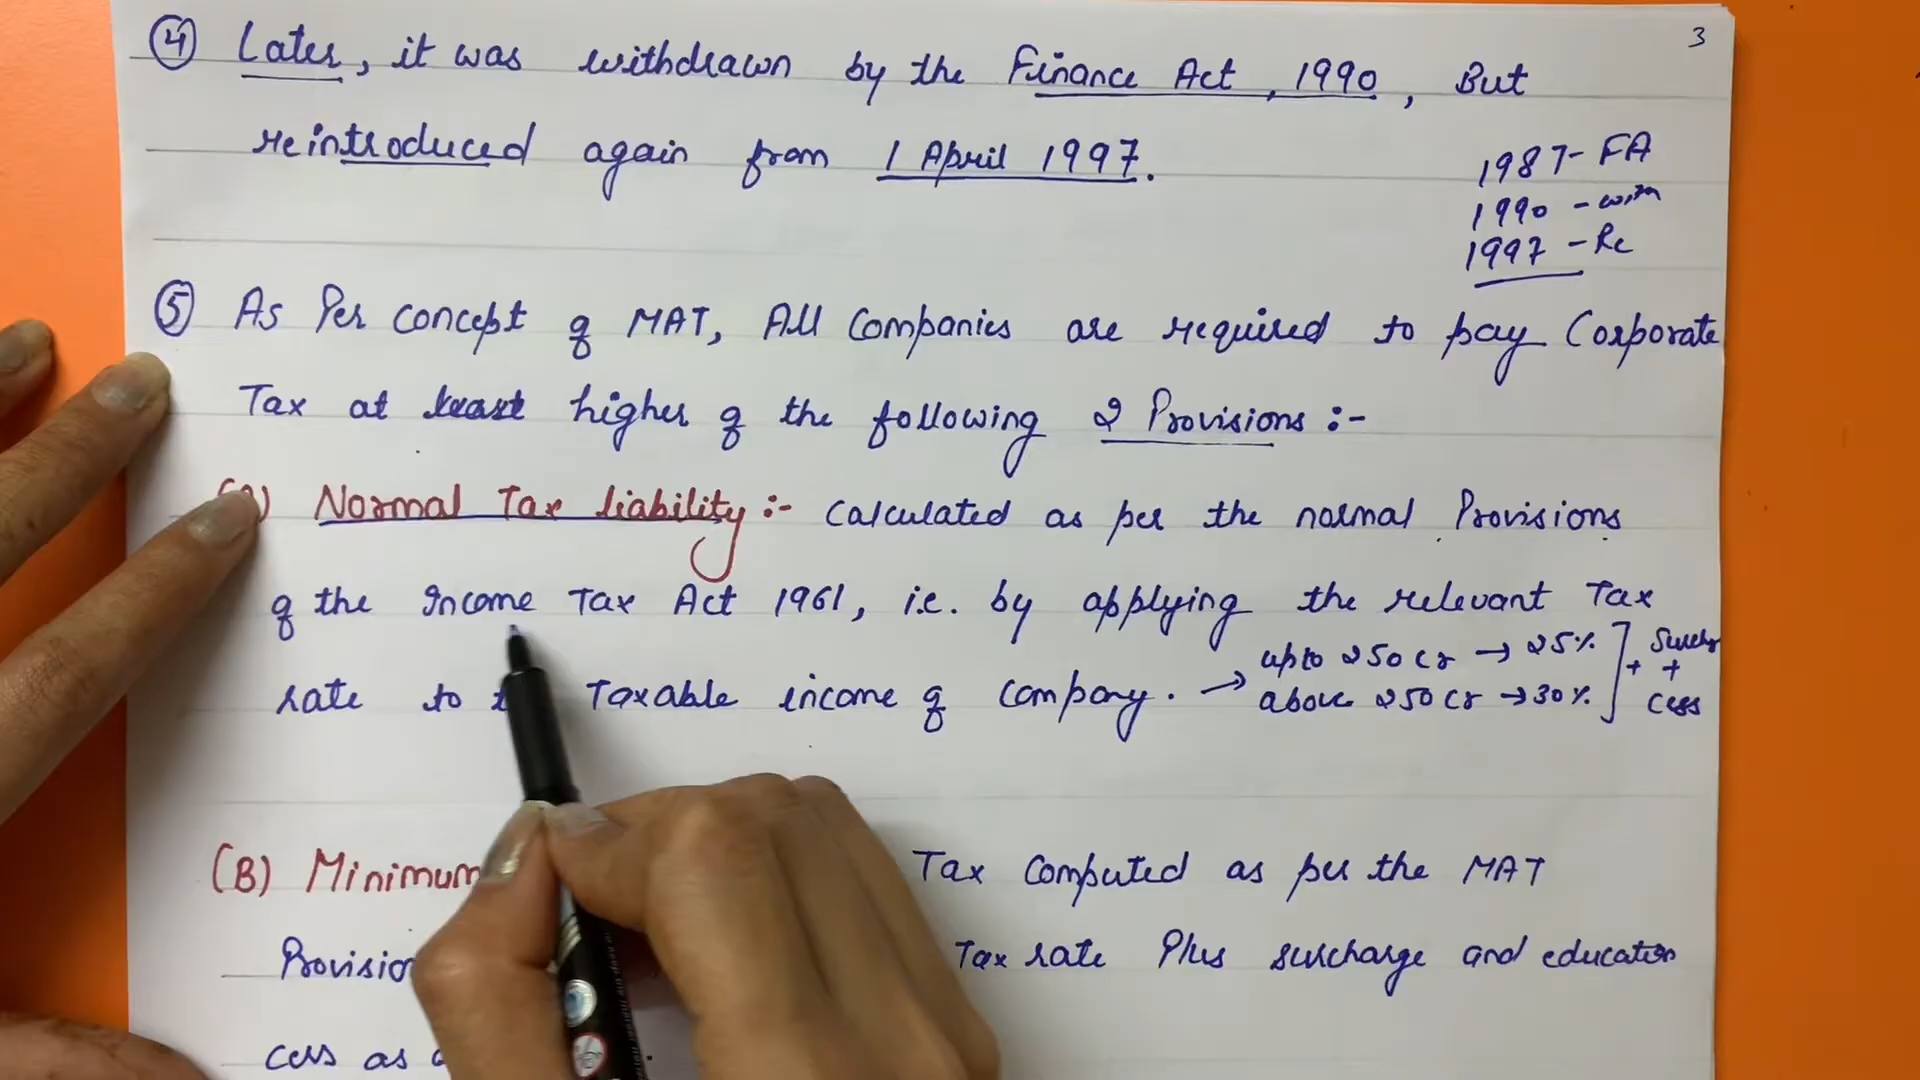 3
④ Later, it was withdrawn by the Finance Act, 1990, But
reintroduced again from 1 April 1997.
1987- FA
1990 - with
1997 - Re
⑤ As Per concept of MAT, All Companies are required to pay Corporate
Tax at least higher of the following 2 Provisions :-
Normal Tax liability :- Calculated as per the normal Provisions
of the Income Tax Act 1961, i.e. by applying the relevant Tax
rate to Taxable income of Company. →
upto 250 Cr → 25%
above 250 Cr → 30%
+ +
Cess
(B) Minimum Tax Computed as per the MAT
Tax rate Plus surcharge and education
Cess as